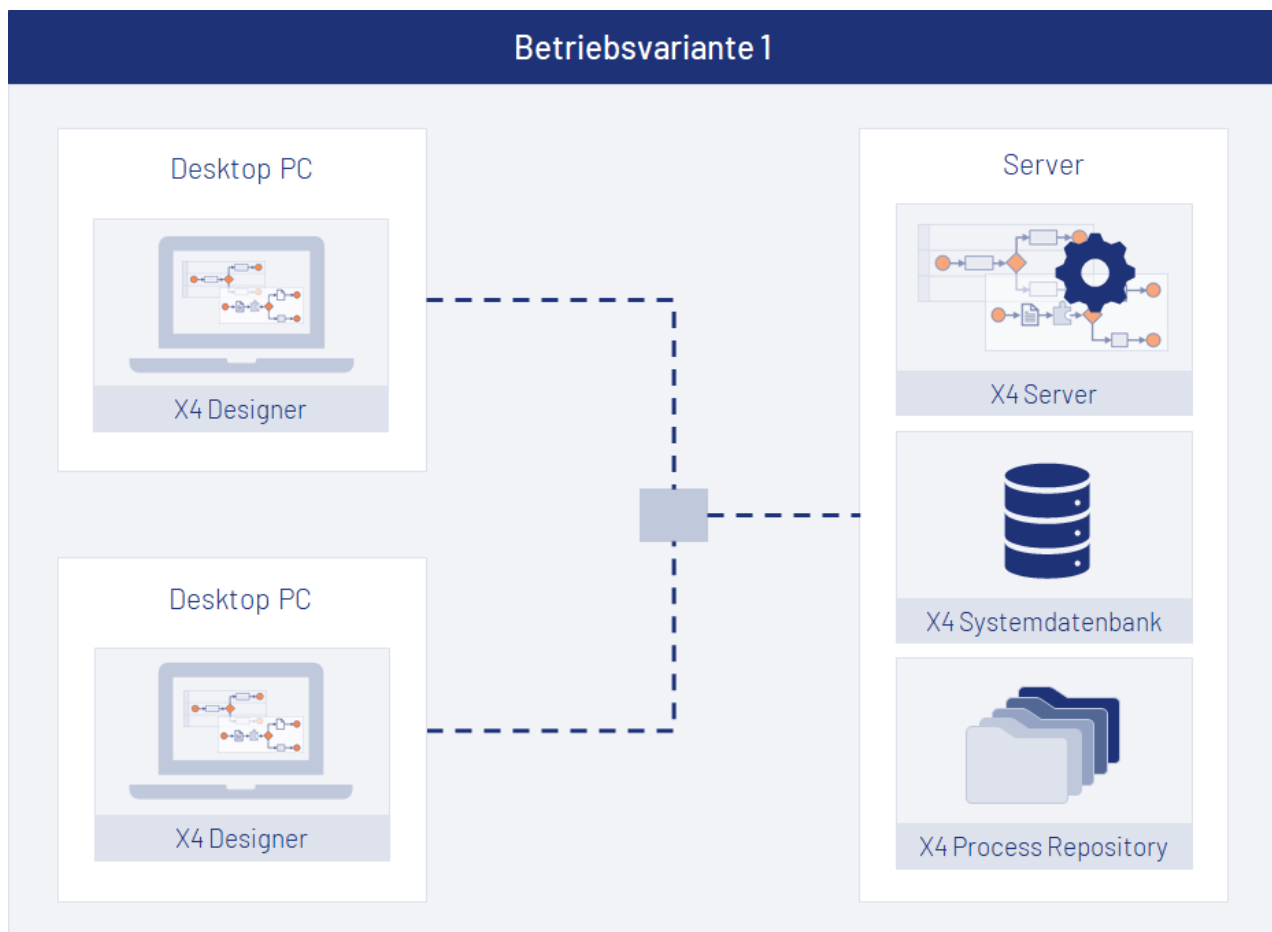 Betriebsvariante 1
Desktop PC
X4 Designer
Desktop PC
X4 Designer
Server
X4 Server
X4 Systemdatenbank
X4 Process Repository